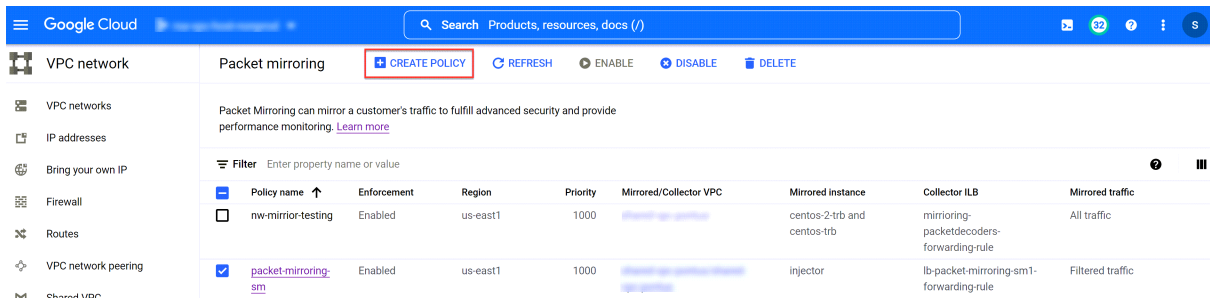 Google Cloud
Search Products, resources, docs (/)
32
S
VPC network
Packet mirroring
CREATE POLICY
REFRESH
ENABLE
DISABLE
DELETE
VPC networks
IP addresses
Bring your own IP
Firewall
Routes
VPC network peering
Shared VPC
Packet Mirroring can mirror a customer's traffic to fulfill advanced security and provide
performance monitoring. Learn more
Filter Enter property name or value
Policy name Enforcement Region Priority Mirrored/Collector VPC Mirrored instance Collector ILB Mirrored traffic
nw-mirrior-testing Enabled us-east1 1000 centos-2-trb and mirrioring- All traffic
centos-trb packetdecoders-
forwarding-rule
packet-mirroring- Enabled us-east1 1000 injector lb-packet-mirroring-sm1- Filtered traffic
sm forwarding-rule